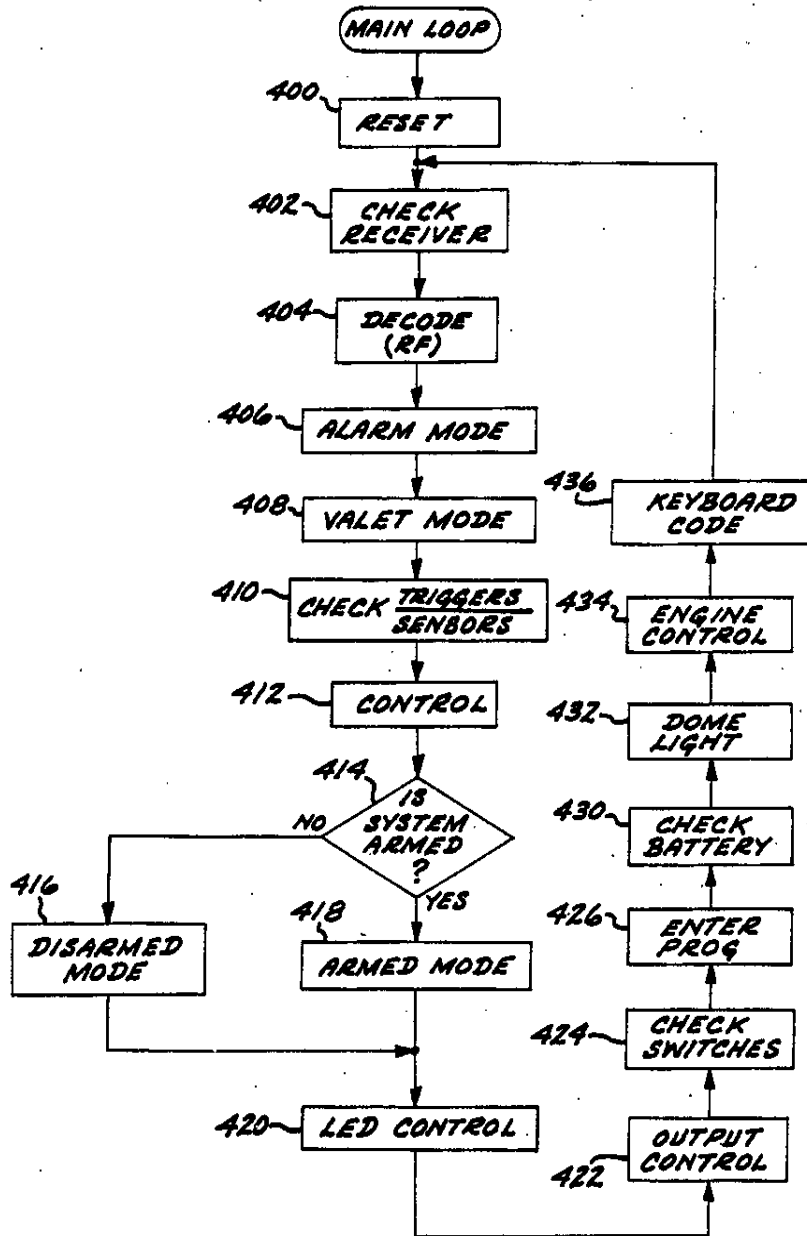 MAIN LOOP
400
RESET
402
CHECK
RECEIVER
404
DECODE
(RF)
406
ALARM MODE
408
VALET MODE
410
CHECK TRIGGERS
SENBORS
412
CONTROL
414
IS
SYSTEM
ARMED
?
NO
YES
416
DISARMED
MODE
418
ARMED MODE
420
LED CONTROL
422
OUTPUT
CONTROL
424
CHECK
SWITCHES
426
ENTER
PROG
430
CHECK
BATTERY
432
DOME
LIGHT
434
ENGINE
CONTROL
436
KEYBOARD
CODE